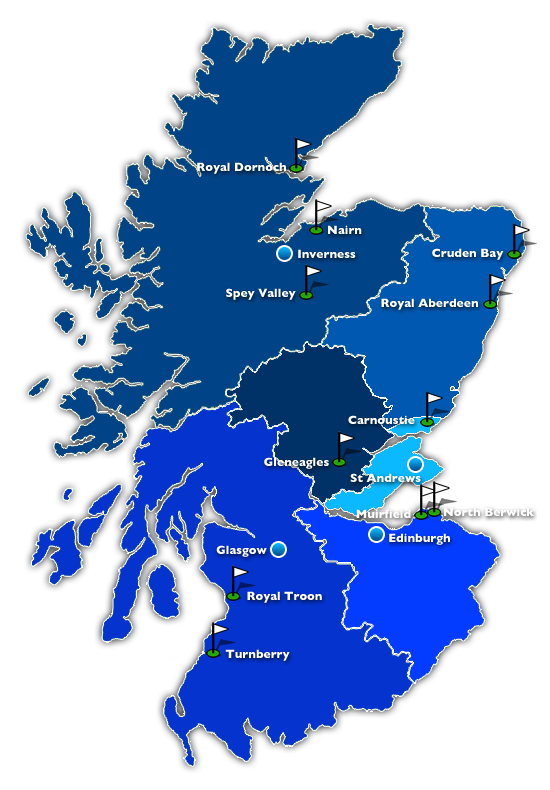 Royal Dornoch
Nairn
Inverness
Cruden Bay
Spey Valley
Royal Aberdeen
Carnoustie
Gleneagles
St Andrews
Muirfield
North Berwick
Edinburgh
Glasgow
Royal Troon
Turnberry